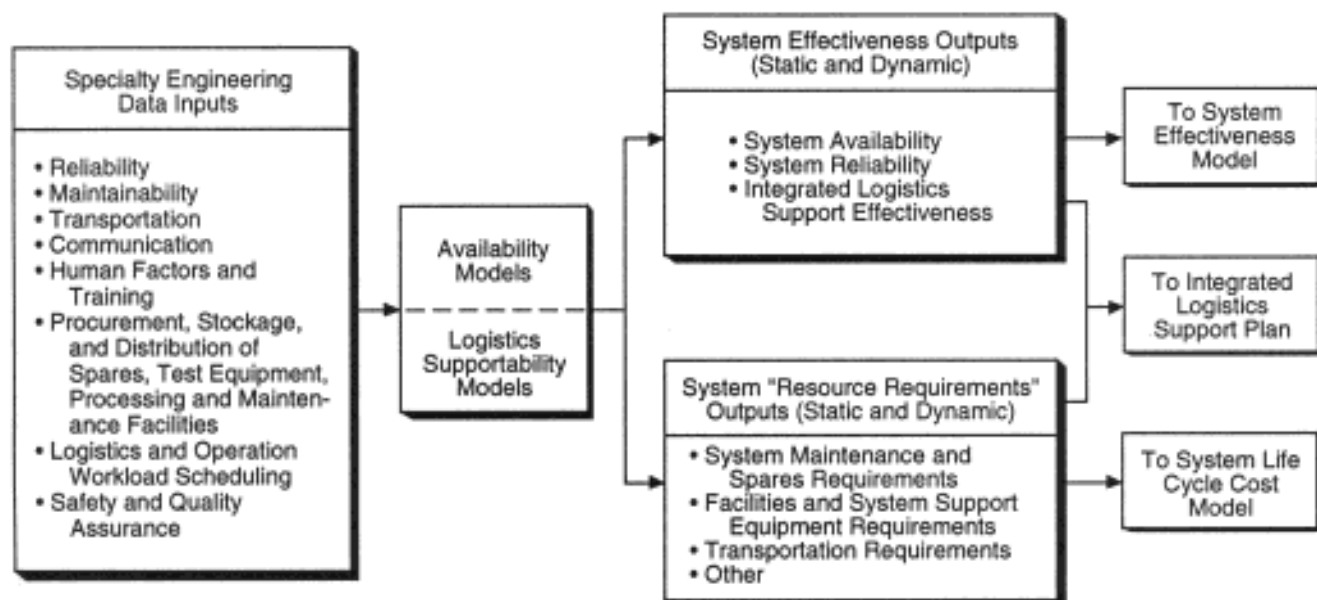 Specialty Engineering
Data Inputs
• Reliability
• Maintainability
• Transportation
• Communication
• Human Factors and
Training
• Procurement, Stockage,
and Distribution of
Spares, Test Equipment,
Processing and Mainten-
ance Facilities
• Logistics and Operation
Workload Scheduling
• Safety and Quality
Assurance
Availability
Models
Logistics
Supportability
Models
System Effectiveness Outputs
(Static and Dynamic)
• System Availability
• System Reliability
• Integrated Logistics
Support Effectiveness
System "Resource Requirements"
Outputs (Static and Dynamic)
• System Maintenance and
Spares Requirements
• Facilities and System Support
Equipment Requirements
• Transportation Requirements
• Other
To System
Effectiveness
Model
To Integrated
Logistics
Support Plan
To System Life
Cycle Cost
Model